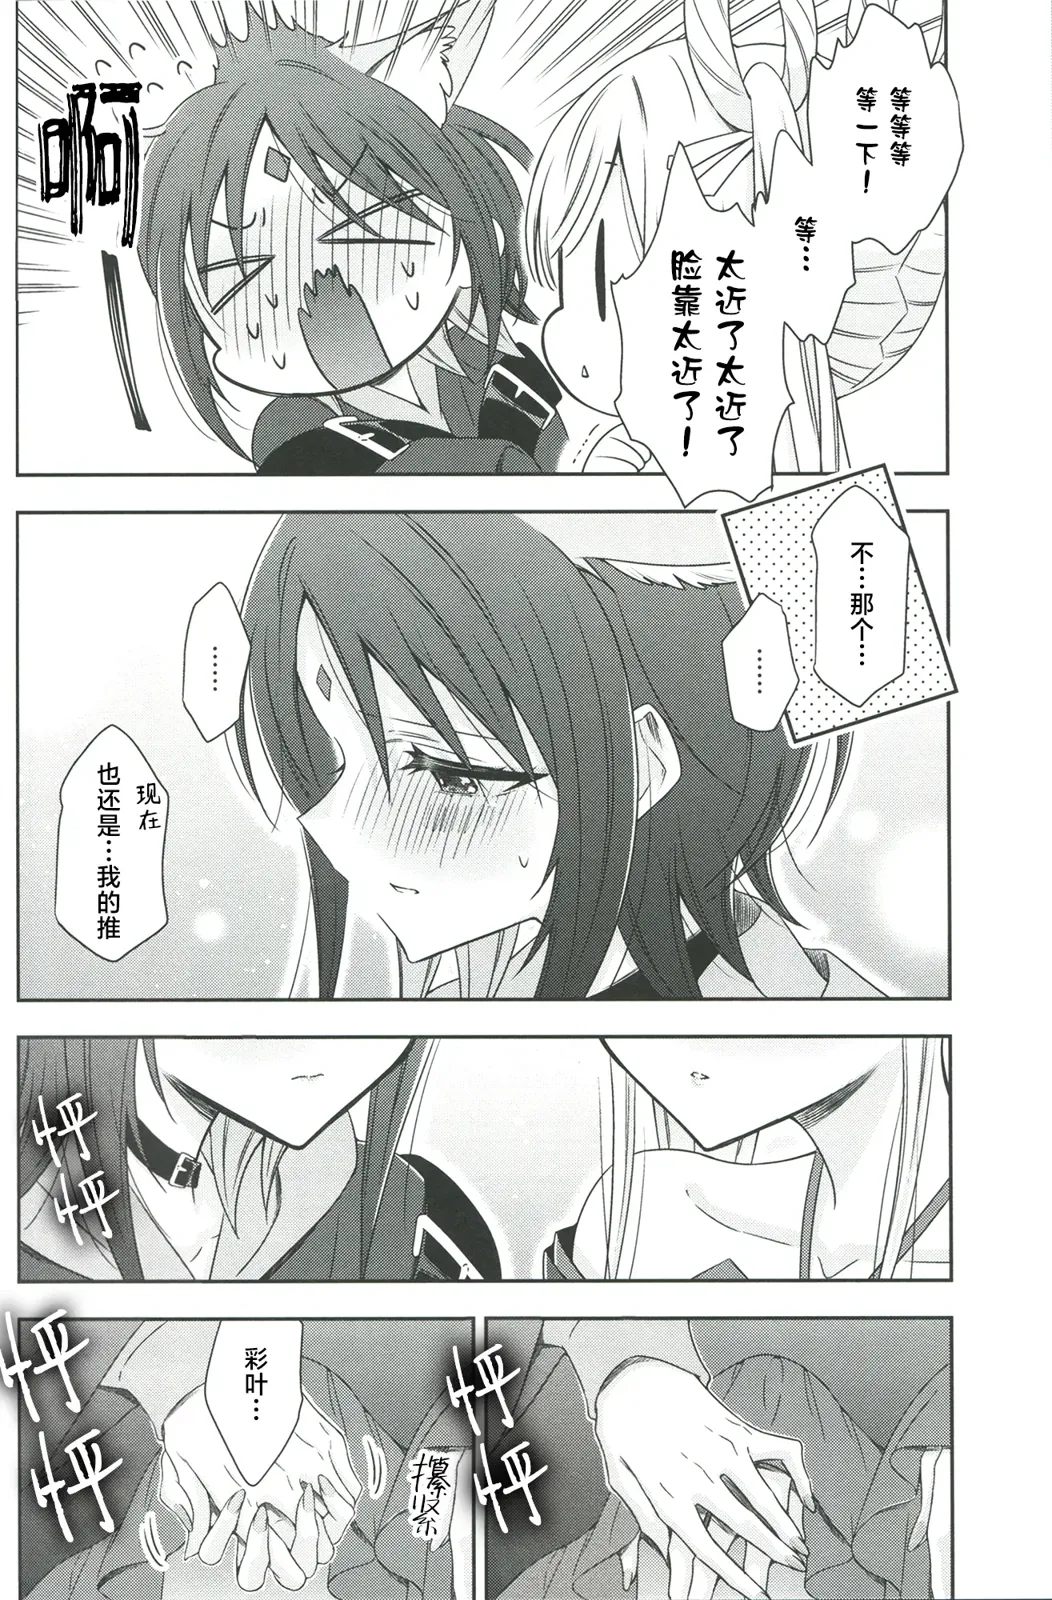 等等等
等一下！
等…
太近了太近了
脸靠太近了！
啊
不…那个…
……
……
现在
也还是…我的推
怦
怦
怦
怦
攥紧
彩叶…
怦
怦